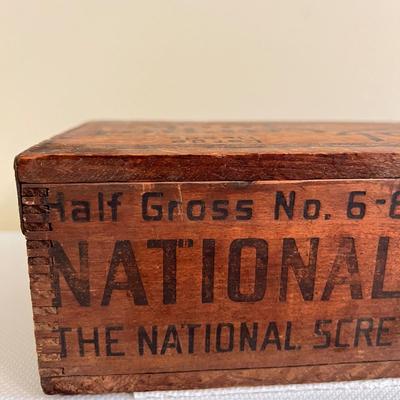 Half Gross No. 6-8
NATIONAL
THE NATIONAL SCRE